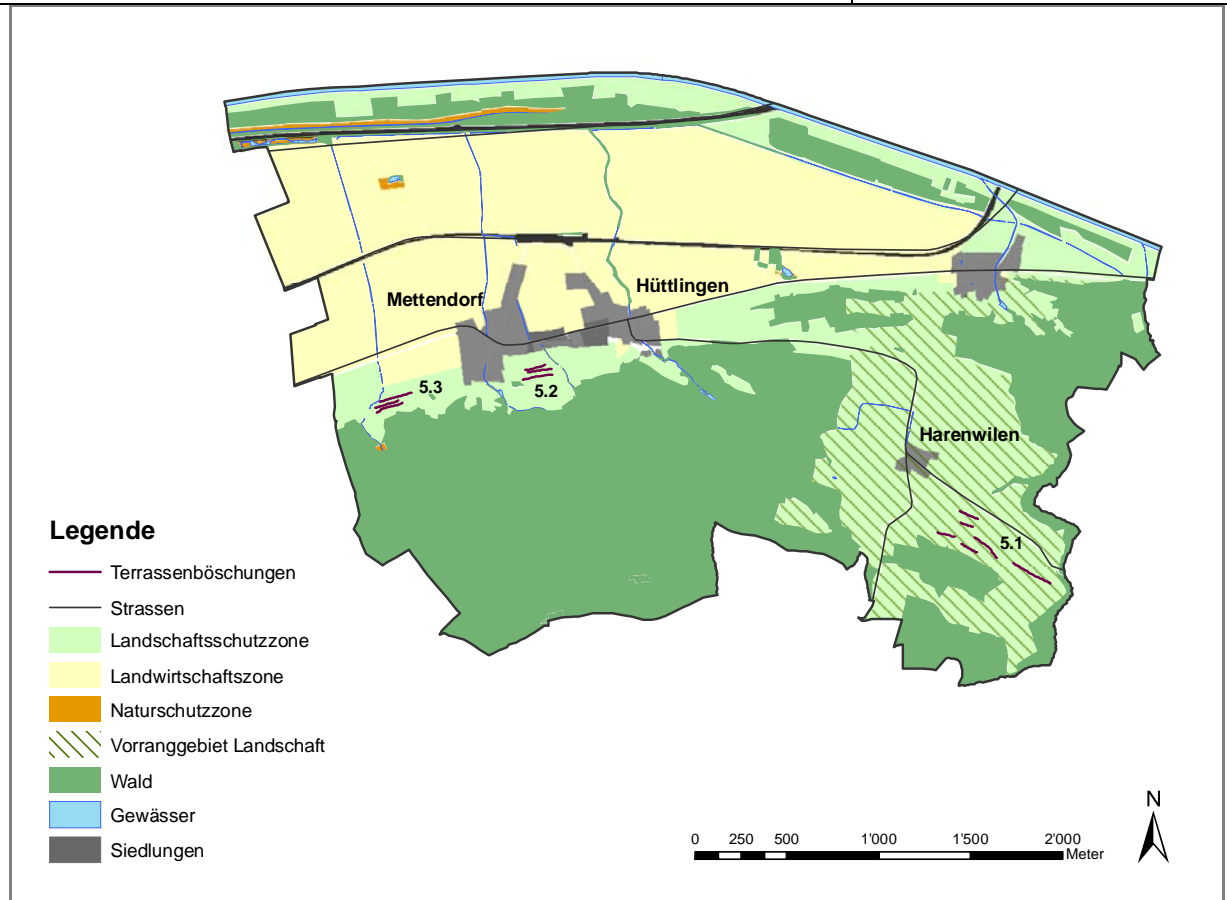 Mettendorf
Hüttlingen
5.3
5.2
Harenwilen
5.1
Legende
Terrassenböschungen
Strassen
Landschaftsschutzzone
Landwirtschaftszone
Naturschutzzone
Vorranggebiet Landschaft
Wald
Gewässer
Siedlungen
0 250 500 1'000 1'500 2'000
Meter
N